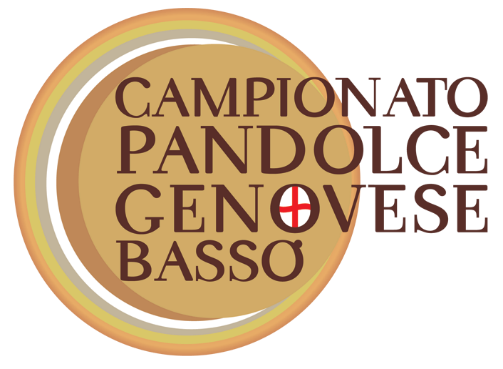 CAMPIONATO
PANDOLCE
GENOVESE
BASSO